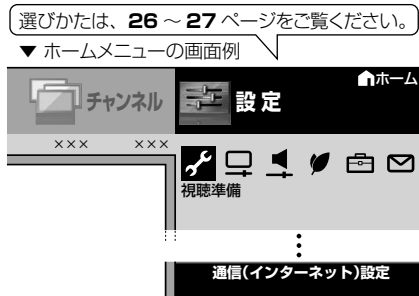 選びかたは、26～27ページをご覧ください。
▼ ホームメニューの画面例
ホーム
チャンネル
設定
××× ×××
視聴準備
通信(インターネット)設定